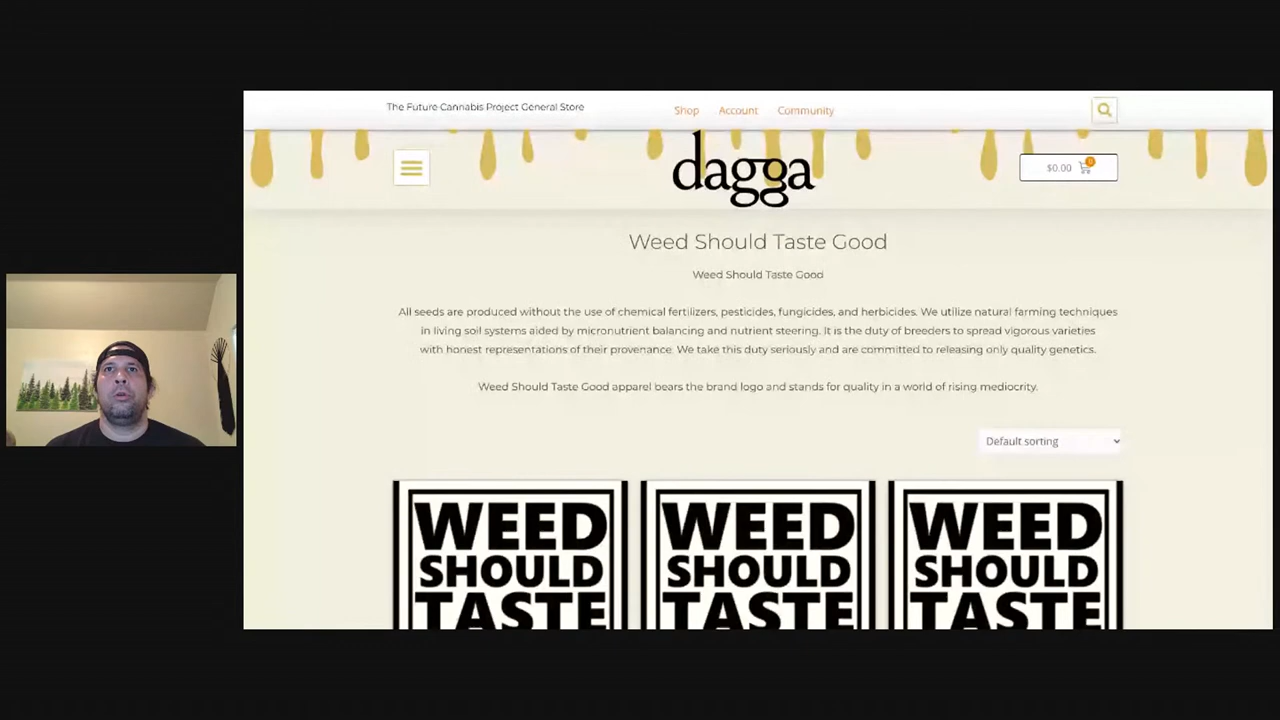 The Future Cannabis Project General Store
Shop Account Community
dagga
$0.00 0
Weed Should Taste Good
Weed Should Taste Good
All seeds are produced without the use of chemical fertilizers, pesticides, fungicides, and herbicides. We utilize natural farming techniques
in living soil systems aided by micronutrient balancing and nutrient steering. It is the duty of breeders to spread vigorous varieties
with honest representations of their provenance. We take this duty seriously and are committed to releasing only quality genetics.
Weed Should Taste Good apparel bears the brand logo and stands for quality in a world of rising mediocrity.
Default sorting
WEED SHOULD TASTE
WEED SHOULD TASTE
WEED SHOULD TASTE